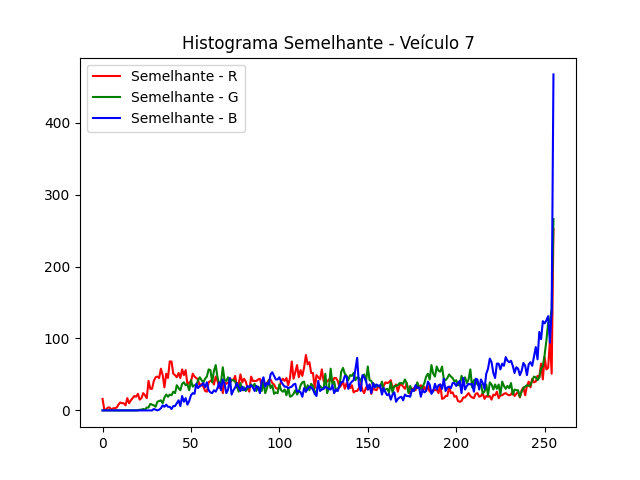 Histograma Semelhante - Veículo 7
Semelhante - R
Semelhante - G
Semelhante - B
400
300
200
100
0
0 50 100 150 200 250